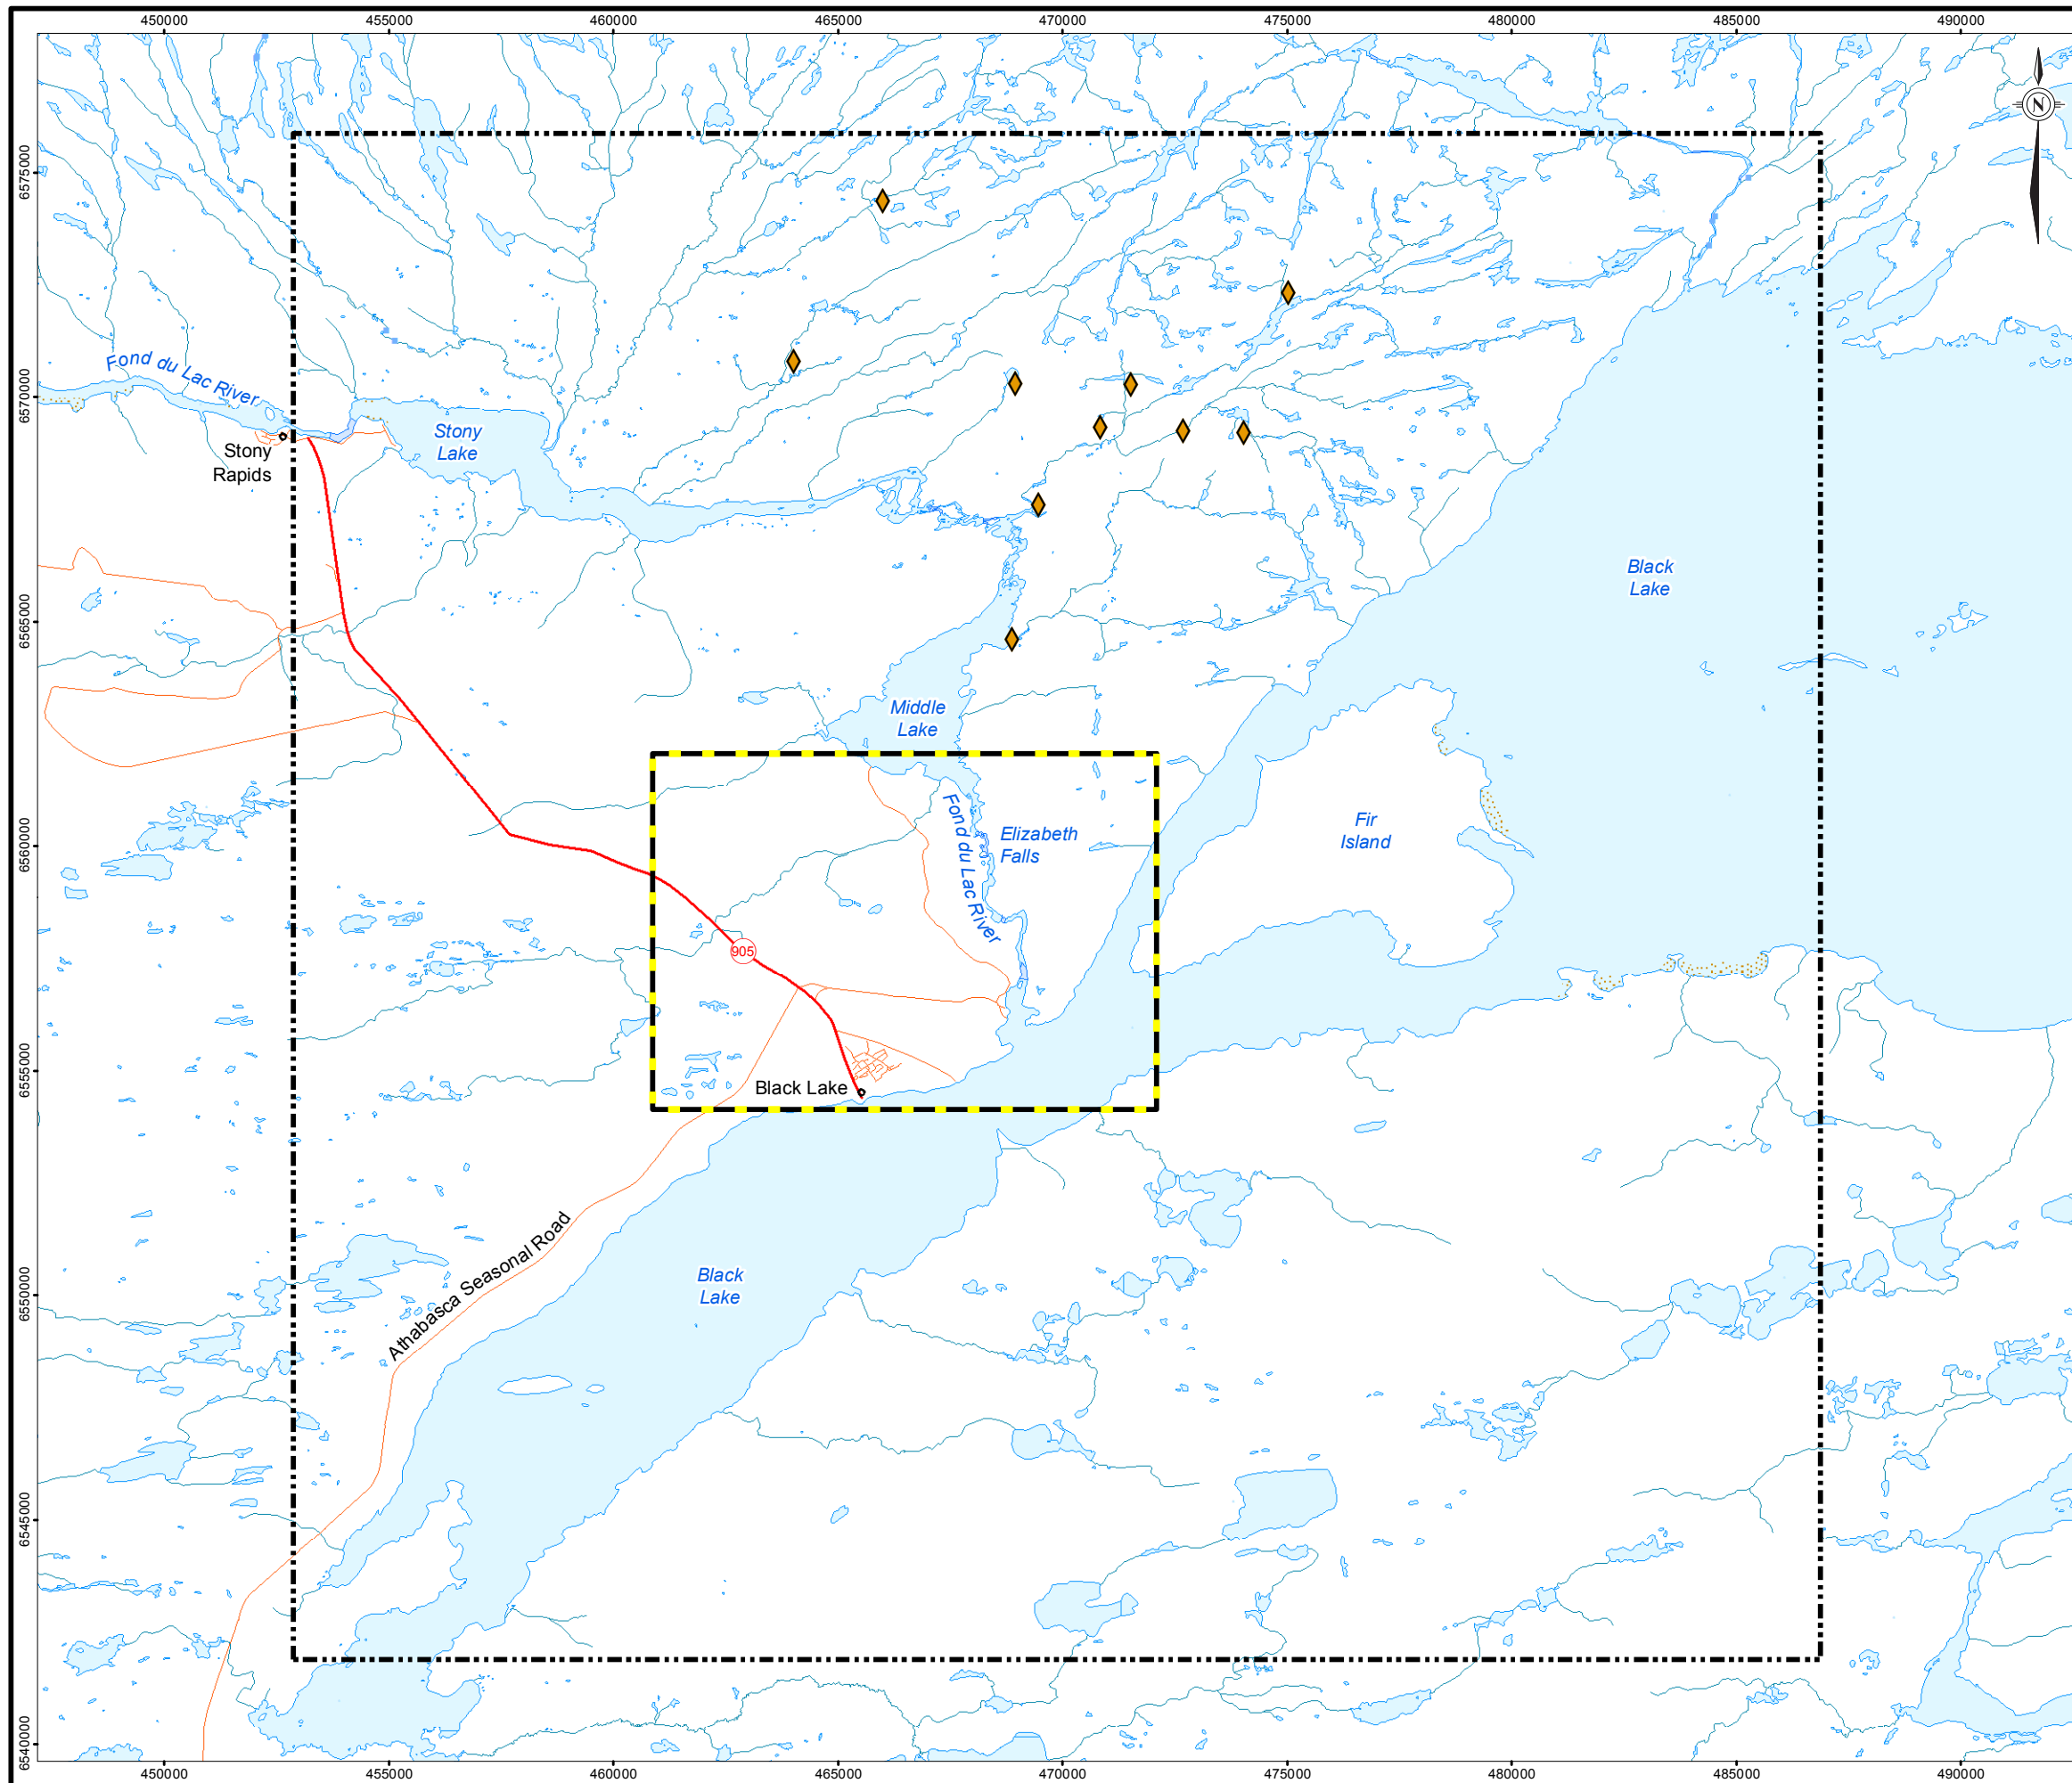 450000 455000 460000 465000 470000 475000 480000 485000 490000
N
6575000
6570000
6565000
6560000
6555000
6550000
6545000
6540000
Fond du Lac River
Stony
Lake
Stony
Rapids
Black
Lake
Middle
Lake
Fond du Lac River
Elizabeth
Falls
Fir
Island
905
Black Lake
Athabasca Seasonal Road
Black
Lake
450000 455000 460000 465000 470000 475000 480000 485000 490000